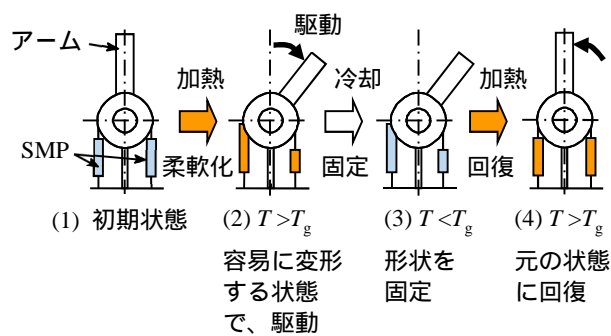 アーム
SMP
加熱
柔軟化
駆動
冷却
固定
加熱
回復
(1) 初期状態
(2) T >Tg
容易に変形
する状態
で、駆動
(3) T <Tg
形状を
固定
(4) T >Tg
元の状態
に回復